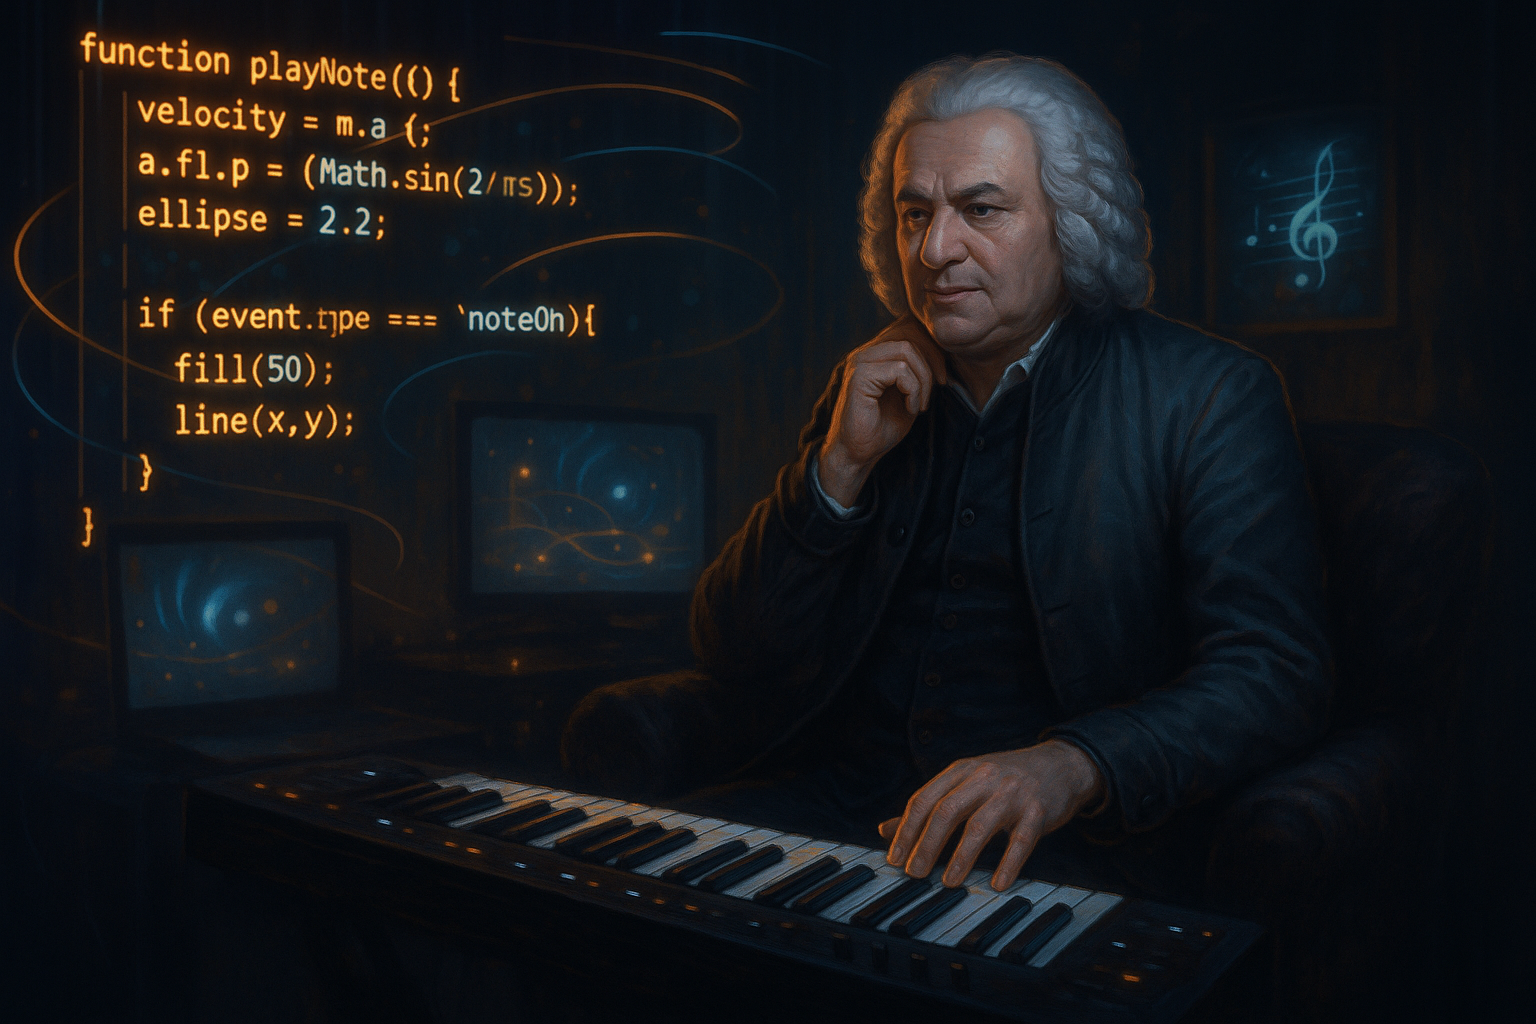 function playNote(() {
velocity = m.a {;
a.fl.p = (Math.sin(2/πs));
ellipse = 2.2;
if (event.type === `noteOh){
fill(50);
line(x,y);
}
}